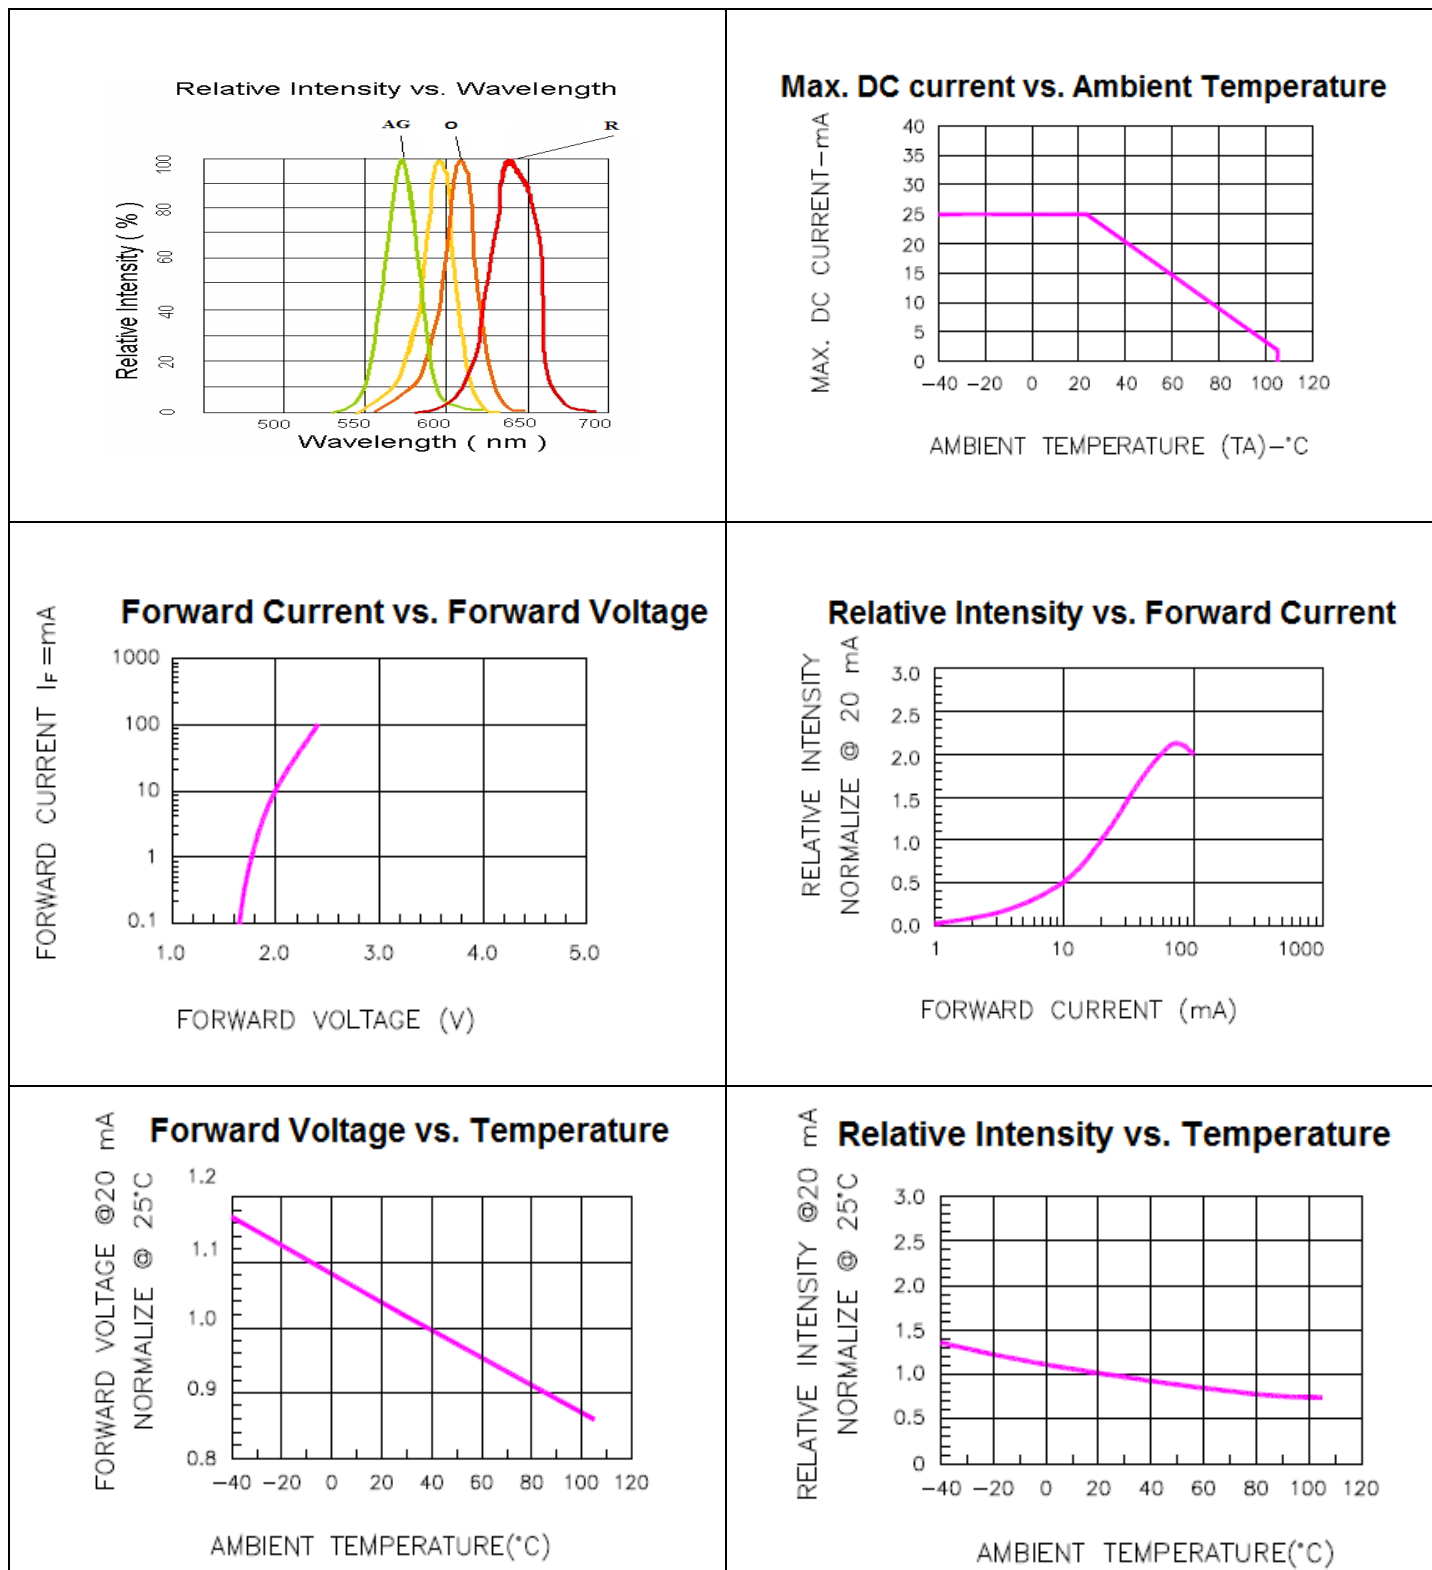 Relative Intensity vs. Wavelength
AG O R
Relative Intensity ( % )
100
80
60
40
20
0
500 550 600 650 700
Wavelength ( nm )
Max. DC current vs. Ambient Temperature
MAX. DC CURRENT-mA
40
35
30
25
20
15
10
5
0
-40 -20 0 20 40 60 80 100 120
AMBIENT TEMPERATURE (TA)-°C
Forward Current vs. Forward Voltage
FORWARD CURRENT IF=mA
1000
100
10
1
0.1
1.0 2.0 3.0 4.0 5.0
FORWARD VOLTAGE (V)
Relative Intensity vs. Forward Current
RELATIVE INTENSITY
NORMALIZE @ 20 mA
3.0
2.5
2.0
1.5
1.0
0.5
0.0
1 10 100 1000
FORWARD CURRENT (mA)
Forward Voltage vs. Temperature
FORWARD VOLTAGE @20 mA
NORMALIZE @ 25°C
1.2
1.1
1.0
0.9
0.8
-40 -20 0 20 40 60 80 100 120
AMBIENT TEMPERATURE(°C)
Relative Intensity vs. Temperature
RELATIVE INTENSITY @20 mA
NORMALIZE @ 25°C
3.0
2.5
2.0
1.5
1.0
0.5
0
-40 -20 0 20 40 60 80 100 120
AMBIENT TEMPERATURE(°C)